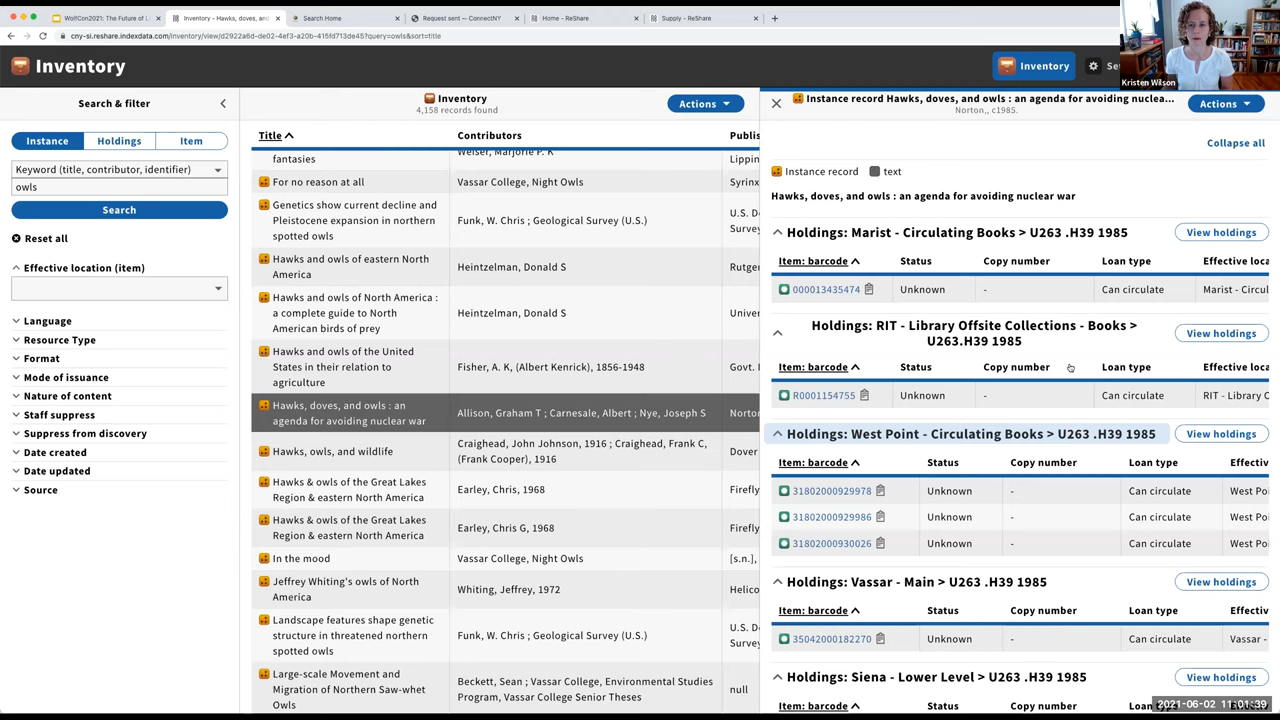 WolfCon2021: The Future of L
Inventory - Hawks, doves, and
Search Home
Request sent — ConnectNY
Home - ReShare
Supply - ReShare
cny-si.reshare.indexdata.com/inventory/view/d2922a6d-de02-4ef3-a20b-415fd713de45?query=owls&sort=title
Inventory
Inventory
Kristen Wilson
Search & filter
Instance
Holdings
Item
Keyword (title, contributor, identifier)
owls
Search
Reset all
Effective location (item)
Language
Resource Type
Format
Mode of issuance
Nature of content
Staff suppress
Suppress from discovery
Date created
Date updated
Source
Inventory
4,158 records found
Actions
Title
Contributors
Publis
fantasies
Weiser, Marjorie P. K
Lippin
For no reason at all
Vassar College, Night Owls
Syrinx
Genetics show current decline and
Pleistocene expansion in northern
spotted owls
Funk, W. Chris ; Geological Survey (U.S.)
U.S. D
Survey
Hawks and owls of eastern North
America
Heintzelman, Donald S
Rutger
Hawks and owls of North America :
a complete guide to North
American birds of prey
Heintzelman, Donald S
Univer
Hawks and owls of the United
States in their relation to
agriculture
Fisher, A. K, (Albert Kenrick), 1856-1948
Govt. I
Hawks, doves, and owls : an
agenda for avoiding nuclear war
Allison, Graham T ; Carnesale, Albert ; Nye, Joseph S
Norton
Hawks, owls, and wildlife
Craighead, John Johnson, 1916 ; Craighead, Frank C,
(Frank Cooper), 1916
Dover
Hawks & owls of the Great Lakes
Region & eastern North America
Earley, Chris, 1968
Firefly
Hawks & owls of the Great Lakes
Region & eastern North America
Earley, Chris G, 1968
Firefly
In the mood
Vassar College, Night Owls
[s.n.],
Jeffrey Whiting's owls of North
America
Whiting, Jeffrey, 1972
Helico
Landscape features shape genetic
structure in threatened northern
spotted owls
Funk, W. Chris ; Geological Survey (U.S.)
U.S. D
Survey
Large-scale Movement and
Migration of Northern Saw-whet
Owls
Beckett, Sean ; Vassar College, Environmental Studies
Program, Vassar College Senior Theses
null
Instance record Hawks, doves, and owls : an agenda for avoiding nuclea...
Norton,, c1985.
Actions
Collapse all
Instance record
text
Hawks, doves, and owls : an agenda for avoiding nuclear war
Holdings: Marist - Circulating Books > U263 .H39 1985
View holdings
Item: barcode
Status
Copy number
Loan type
Effective loca
000013435474
Unknown
-
Can circulate
Marist - Circul
Holdings: RIT - Library Offsite Collections - Books >
U263.H39 1985
View holdings
Item: barcode
Status
Copy number
Loan type
Effective loca
R0001154755
Unknown
-
Can circulate
RIT - Library O
Holdings: West Point - Circulating Books > U263 .H39 1985
View holdings
Item: barcode
Status
Copy number
Loan type
Effectiv
31802000929978
Unknown
-
Can circulate
West Poi
31802000929986
Unknown
-
Can circulate
West Poi
31802000930026
Unknown
-
Can circulate
West Poi
Holdings: Vassar - Main > U263 .H39 1985
View holdings
Item: barcode
Status
Copy number
Loan type
Effectiv
35042000182270
Unknown
-
Can circulate
Vassar -
Holdings: Siena - Lower Level > U263 .H39 1985
View holdings
Item: barcode
Status
Copy number
Loan type
2021-06-02 11:01:39